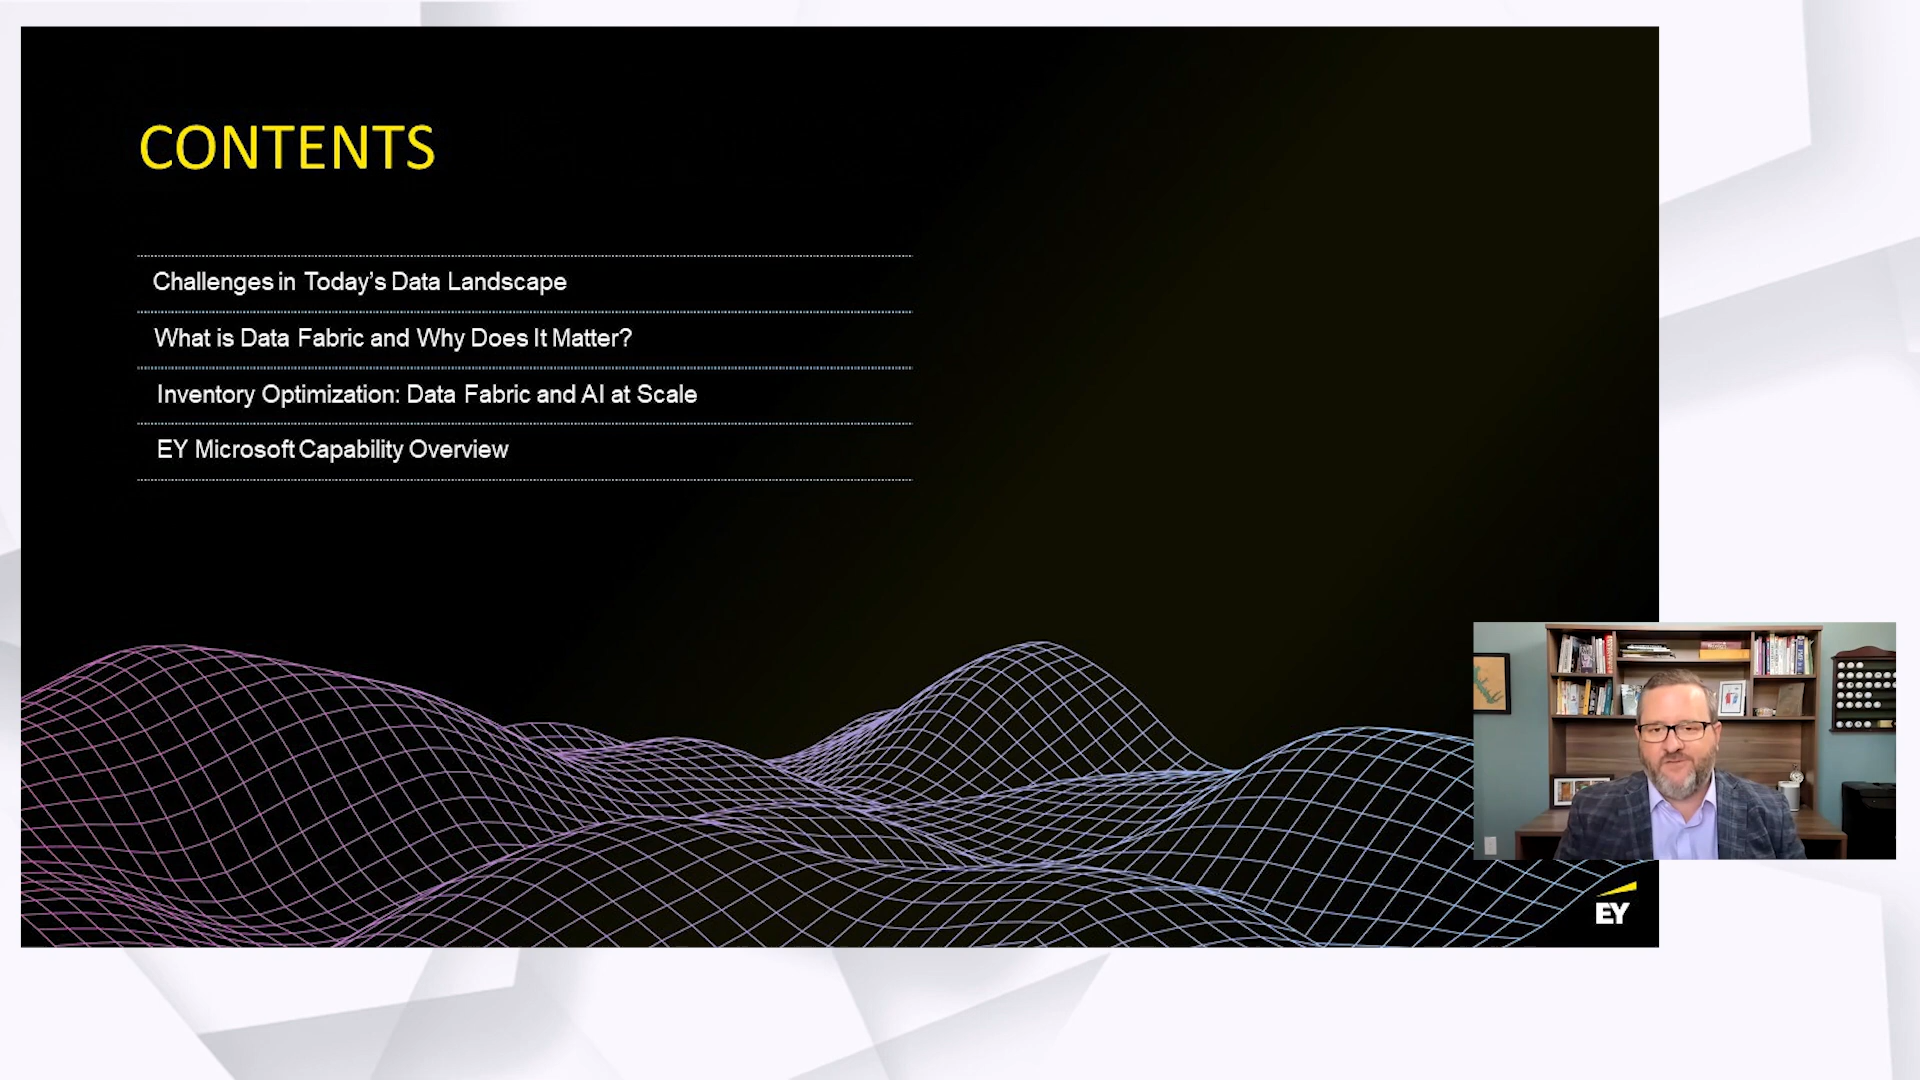 CONTENTS
Challenges in Today's Data Landscape
What is Data Fabric and Why Does It Matter?
Inventory Optimization: Data Fabric and AI at Scale
EY Microsoft Capability Overview
EY